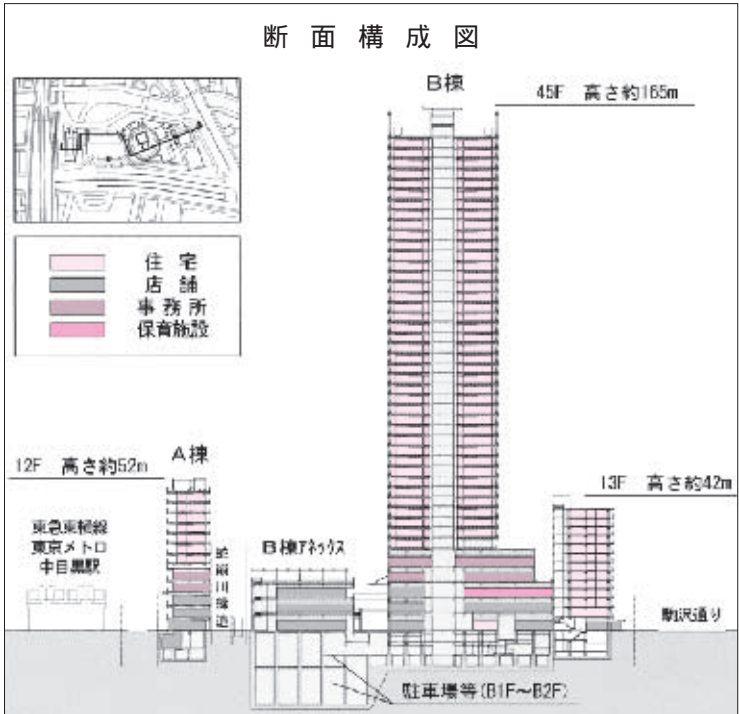 断面構成図
B棟
45F 高さ約165m
住宅
店舗
事務所
保育施設
12F 高さ約52m
A棟
13F 高さ約42m
東急東横線
東京メトロ
中目黒駅
B棟アネックス
駒沢通り
駐車場等(B1F～B2F)